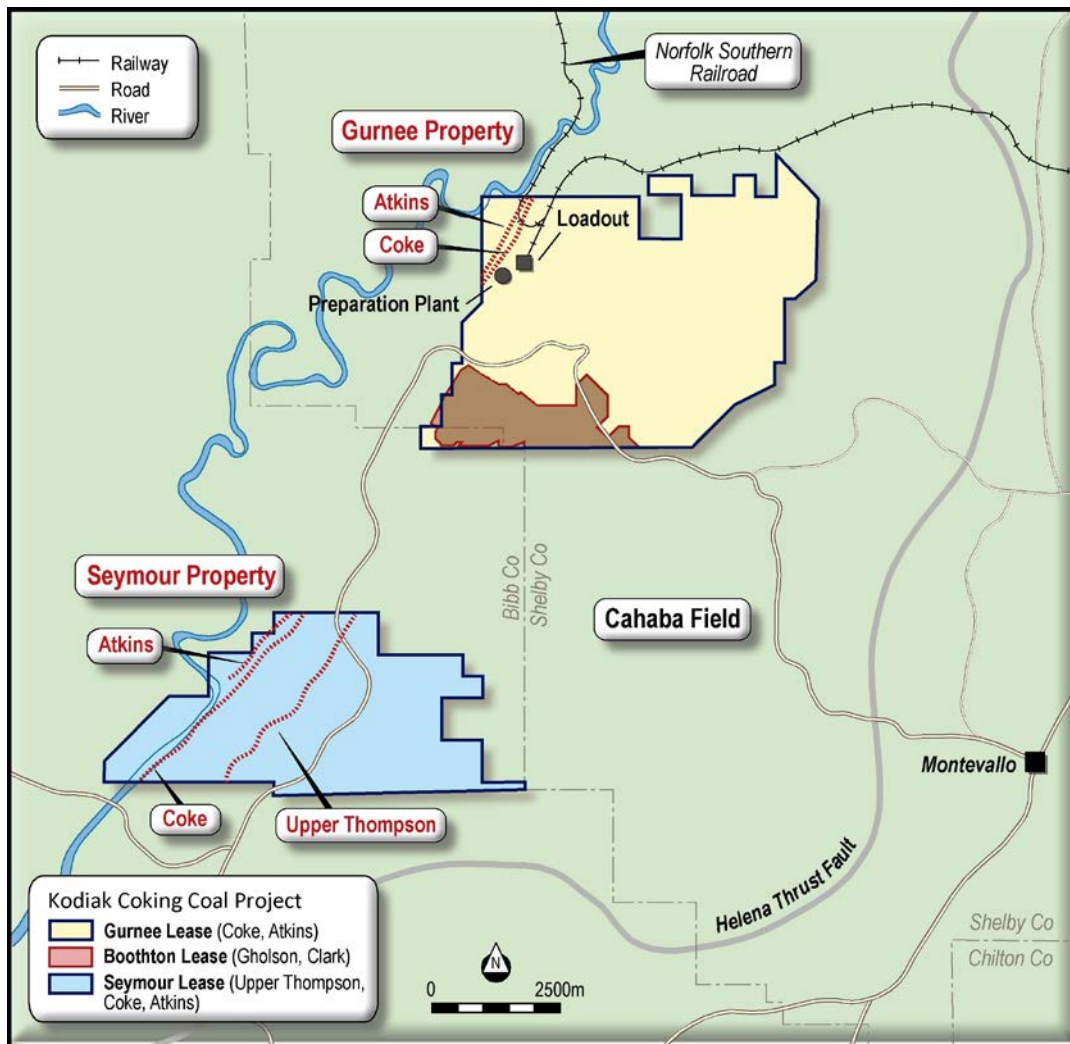 Railway
Road
River
Norfolk Southern
Railroad
Gurnee Property
Atkins
Coke
Loadout
Preparation Plant
Seymour Property
Atkins
Bibb Co
Shelby Co
Cahaba Field
Coke
Upper Thompson
Montevallo
Helena Thrust Fault
Shelby Co
Chilton Co
Kodiak Coking Coal Project
Gurnee Lease (Coke, Atkins)
Boothton Lease (Gholson, Clark)
Seymour Lease (Upper Thompson,
Coke, Atkins)
N
0 2500m